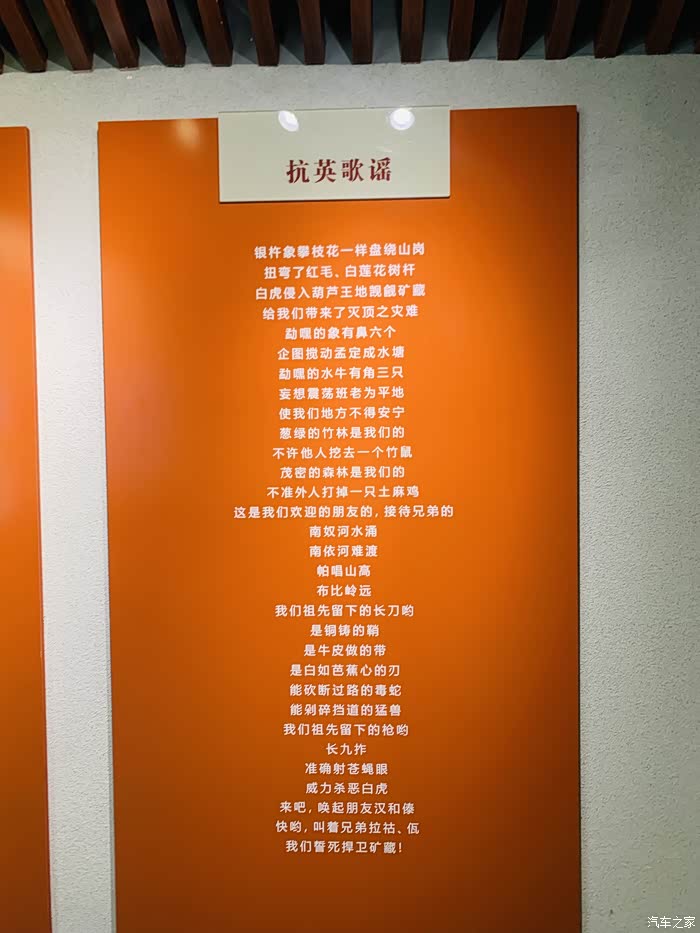 抗英歌谣
银杵象攀枝花一样盘绕山岗
扭弯了红毛、白莲花树杆
白虎侵入葫芦王地觊觎矿藏
给我们带来了灭顶之灾难
勐嘿的象有鼻六个
企图搅动孟定成水塘
勐嘿的水牛有角三只
妄想震荡班老为平地
使我们地方不得安宁
葱绿的竹林是我们的
不许他人挖去一个竹鼠
茂密的森林是我们的
不准外人打掉一只土麻鸡
这是我们欢迎的朋友的，接待兄弟的
南奴河水涌
南依河难渡
帕唱山高
布比岭远
我们祖先留下的长刀哟
是铜铸的鞘
是牛皮做的带
是白如芭蕉心的刃
能砍断过路的毒蛇
能剁碎挡道的猛兽
我们祖先留下的枪哟
长九拃
准确射苍蝇眼
威力杀恶白虎
来吧，唤起朋友汉和傣
快哟，叫着兄弟拉祜、佤
我们誓死捍卫矿藏！
汽车之家